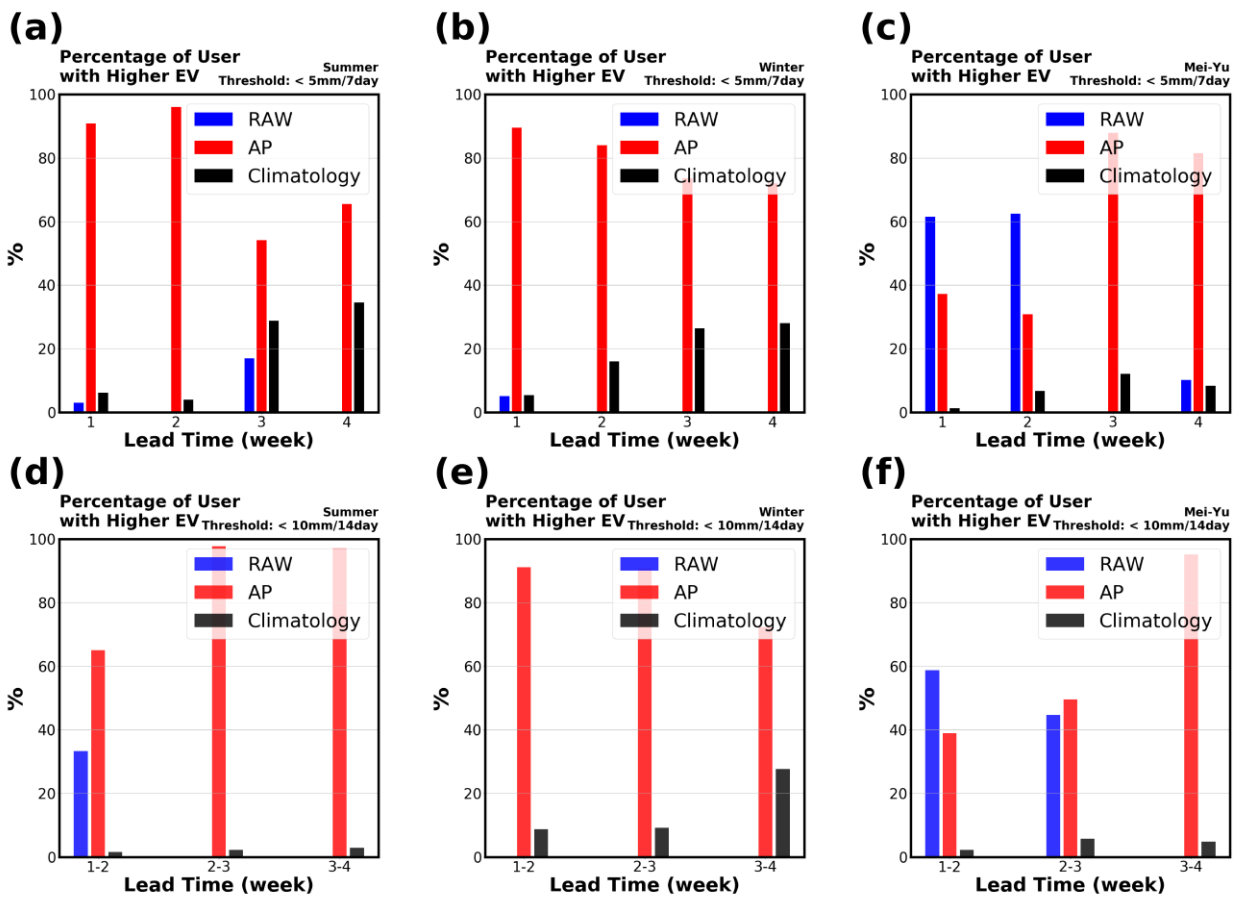 (a)
Percentage of User
with Higher EV
Summer
Threshold: < 5mm/7day
100
80
60
40
20
0
%
RAW
AP
Climatology
1 2 3 4
Lead Time (week)
(b)
Percentage of User
with Higher EV
Winter
Threshold: < 5mm/7day
100
80
60
40
20
0
%
RAW
AP
Climatology
1 2 3 4
Lead Time (week)
(c)
Percentage of User
with Higher EV
Mei-Yu
Threshold: < 5mm/7day
100
80
60
40
20
0
%
RAW
AP
Climatology
1 2 3 4
Lead Time (week)
(d)
Percentage of User
with Higher EV
Summer
Threshold: < 10mm/14day
100
80
60
40
20
0
%
RAW
AP
Climatology
1-2 2-3 3-4
Lead Time (week)
(e)
Percentage of User
with Higher EV
Winter
Threshold: < 10mm/14day
100
80
60
40
20
0
%
RAW
AP
Climatology
1-2 2-3 3-4
Lead Time (week)
(f)
Percentage of User
with Higher EV
Mei-Yu
Threshold: < 10mm/14day
100
80
60
40
20
0
%
RAW
AP
Climatology
1-2 2-3 3-4
Lead Time (week)